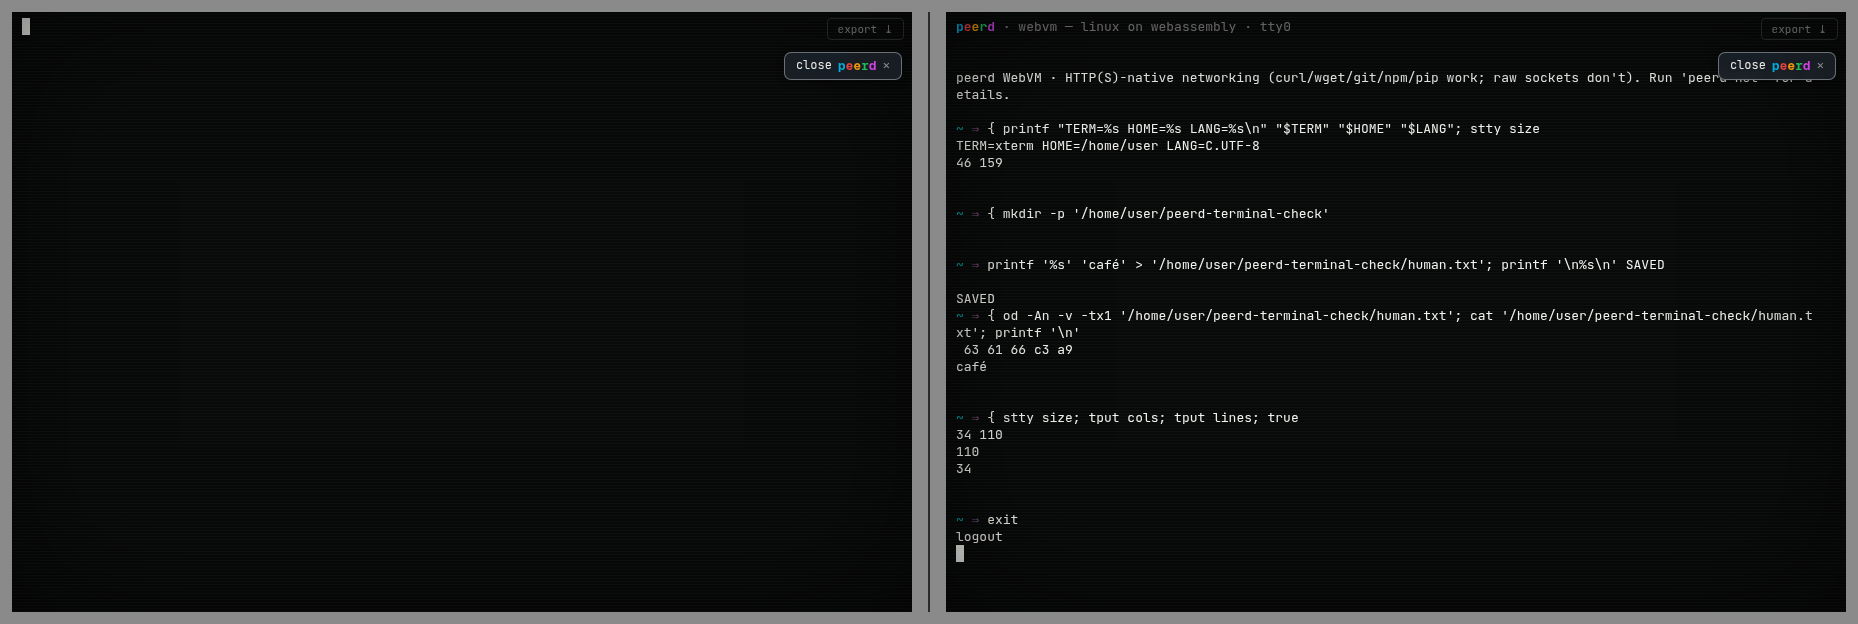 export ↓
close peerd ×
peerd · webvm — linux on webassembly · tty0
export ↓
close peerd ×
peerd WebVM · HTTP(S)-native networking (curl/wget/git/npm/pip work; raw sockets don't). Run 'peerd
etails.
~ ⇒ { printf "TERM=%s HOME=%s LANG=%s\n" "$TERM" "$HOME" "$LANG"; stty size
TERM=xterm HOME=/home/user LANG=C.UTF-8
46 159
~ ⇒ { mkdir -p '/home/user/peerd-terminal-check'
~ ⇒ printf '%s' 'café' > '/home/user/peerd-terminal-check/human.txt'; printf '\n%s\n' SAVED
SAVED
~ ⇒ { od -An -v -tx1 '/home/user/peerd-terminal-check/human.txt'; cat '/home/user/peerd-terminal-check/human.t
xt'; printf '\n'
63 61 66 c3 a9
café
~ ⇒ { stty size; tput cols; tput lines; true
34 110
110
34
~ ⇒ exit
logout